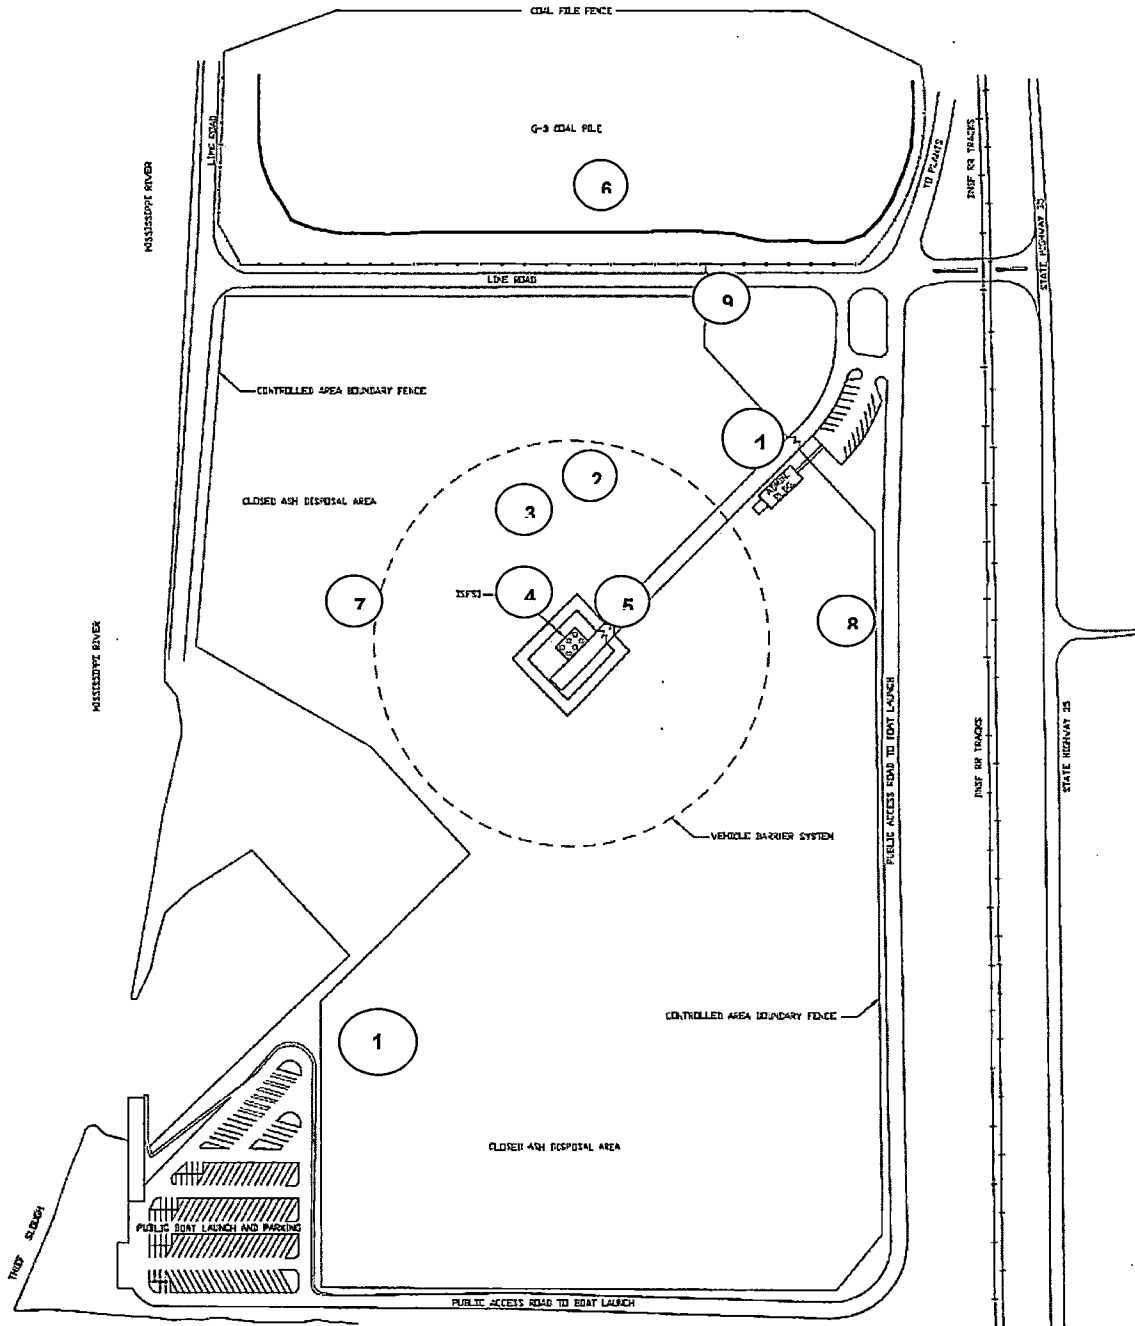 COAL PILE FENCE
G-3 COAL PILE
6
LINE ROAD
TO PLANTS
BNSF RR TRACKS
STATE HIGHWAY 35
MISSISSIPPI RIVER
LINE ROAD
9
CONTROLLED AREA BOUNDARY FENCE
1
2
CLOSED ASH DISPOSAL AREA
3
ADMIN
BLDG
ISFSI
4
5
7
8
MISSISSIPPI RIVER
PUBLIC ACCESS ROAD TO BOAT LAUNCH
BNSF RR TRACKS
STATE HIGHWAY 35
VEHICLE BARRIER SYSTEM
CONTROLLED AREA BOUNDARY FENCE
1
CLOSED ASH DISPOSAL AREA
PUBLIC BOAT LAUNCH AND PARKING
THIEF SLOUGH
PUBLIC ACCESS ROAD TO BOAT LAUNCH